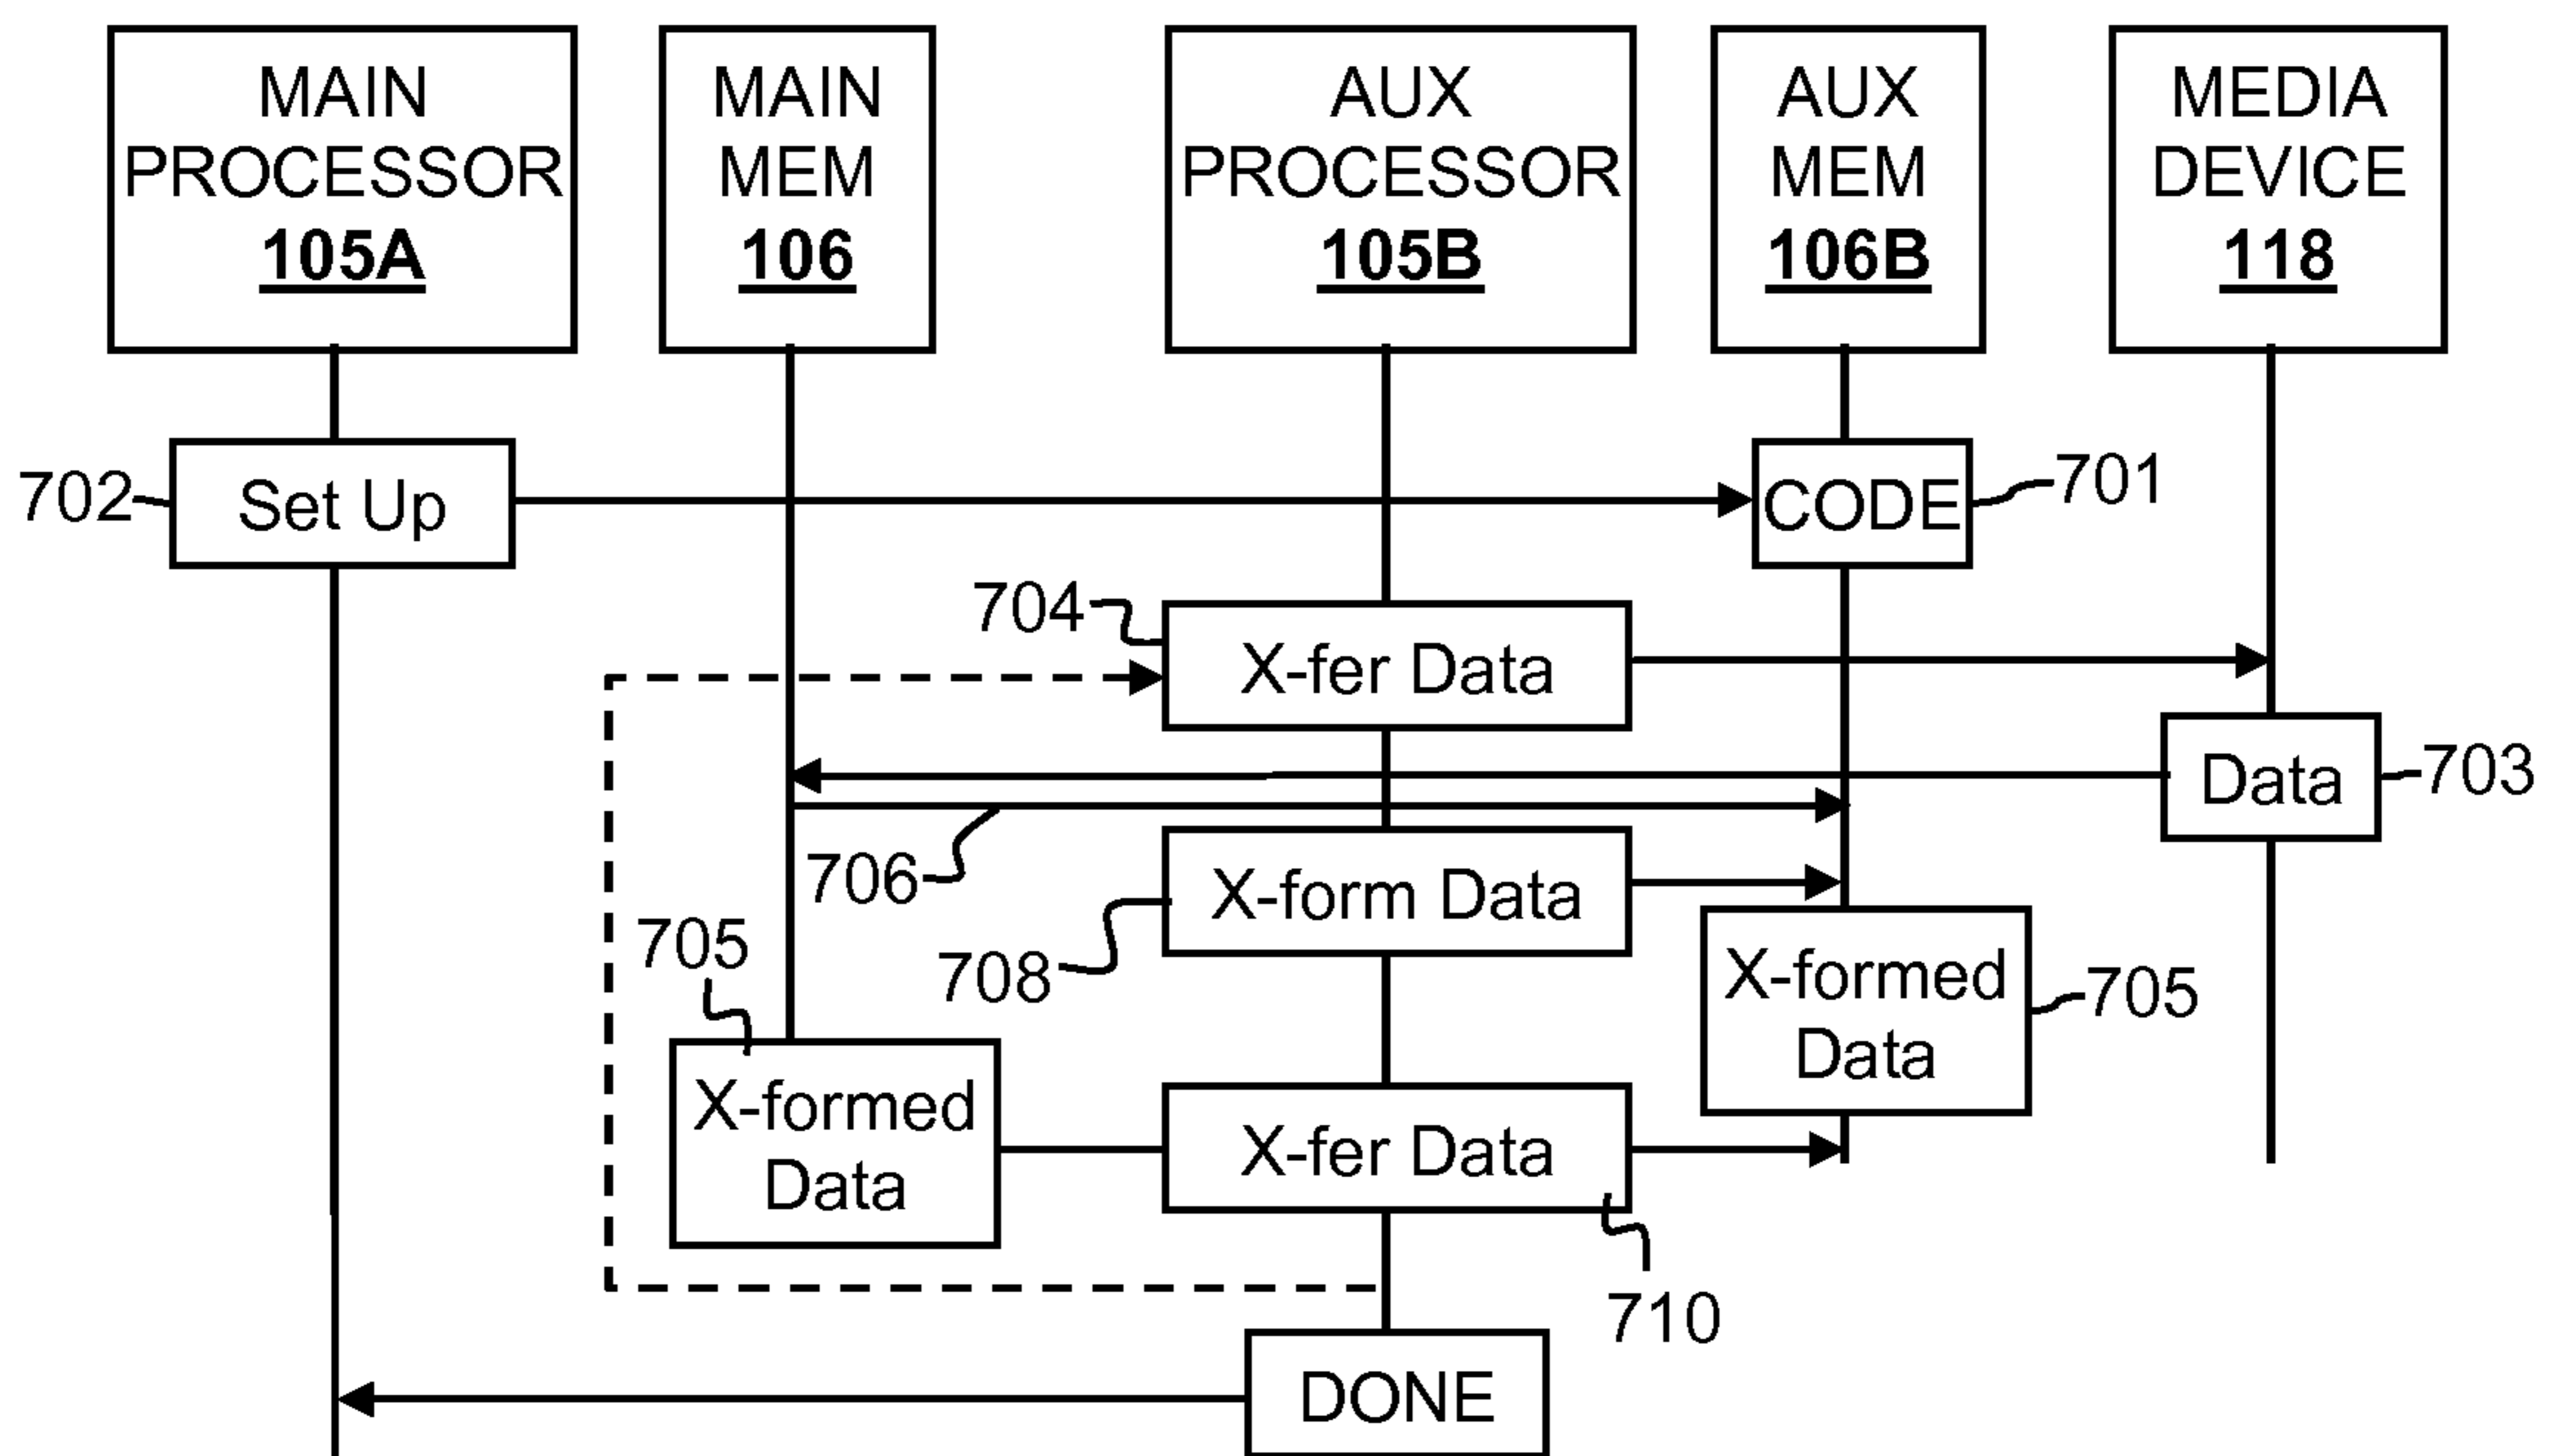 MAIN
PROCESSOR
105A
MAIN
MEM
106
AUX
PROCESSOR
105B
AUX
MEM
106B
MEDIA
DEVICE
118
702
Set Up
CODE
701
704
X-fer Data
Data
703
706
X-form Data
708
705
X-formed
Data
X-formed
Data
705
X-fer Data
710
DONE